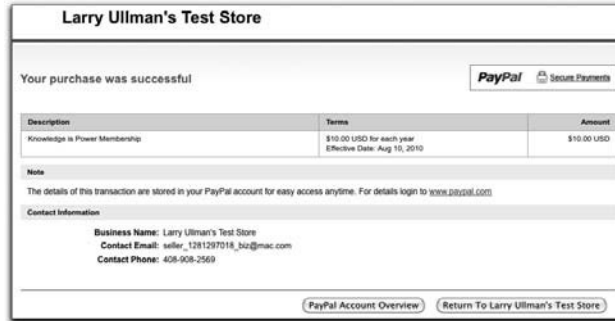 Larry Ullman's Test Store
Your purchase was successful
PayPal Secure Payments
Description Terms Amount
Knowledge is Power Membership $10.00 USD for each year $10.00 USD
Effective Date: Aug 10, 2010
Note
The details of this transaction are stored in your PayPal account for easy access anytime. For details login to www.paypal.com
Contact Information
Business Name: Larry Ullman's Test Store
Contact Email: seller_1281297018_biz@mac.com
Contact Phone: 408-908-2569
PayPal Account Overview Return To Larry Ullman's Test Store